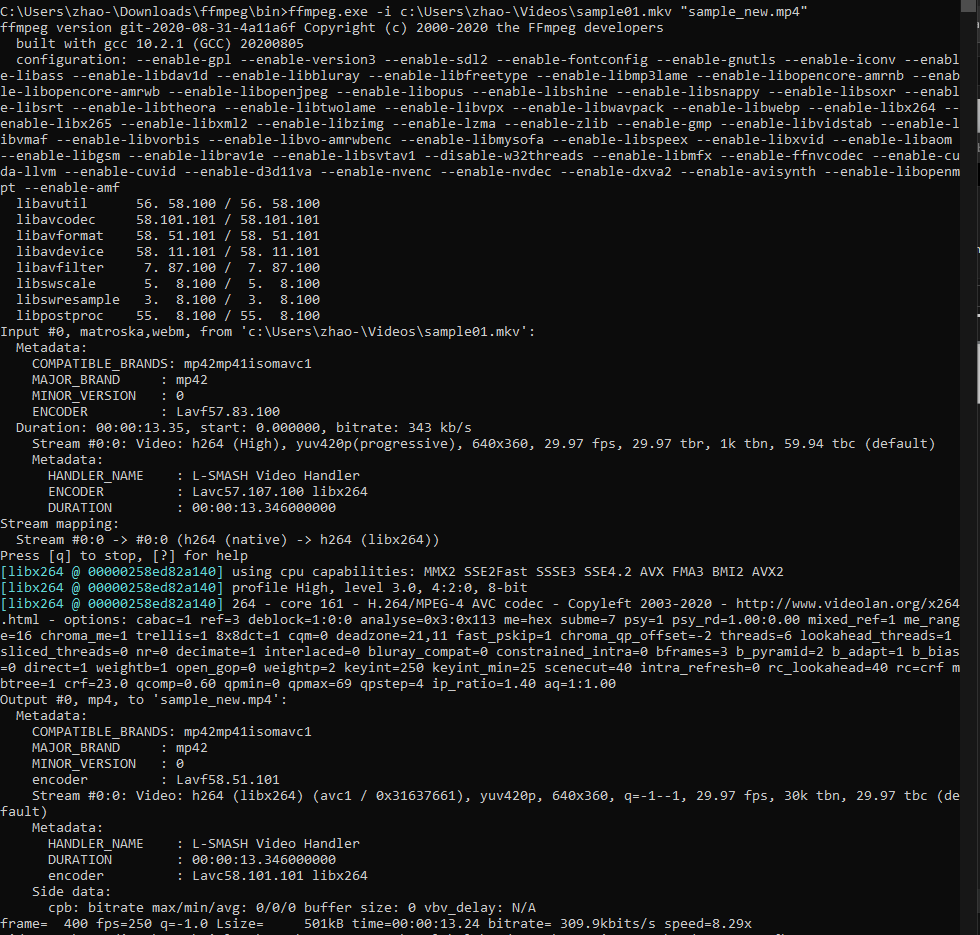 C:\Users\zhao-\Downloads\ffmpeg\bin>ffmpeg.exe -i c:\Users\zhao-\Videos\sample01.mkv "sample_new.mp4"
ffmpeg version git-2020-08-31-4a11a6f Copyright (c) 2000-2020 the FFmpeg developers
  built with gcc 10.2.1 (GCC) 20200805
  configuration: --enable-gpl --enable-version3 --enable-sdl2 --enable-fontconfig --enable-gnutls --enable-iconv --enabl
e-libass --enable-libdav1d --enable-libbluray --enable-libfreetype --enable-libmp3lame --enable-libopencore-amrnb --enab
le-libopencore-amrwb --enable-libopenjpeg --enable-libopus --enable-libshine --enable-libsnappy --enable-libsoxr --enabl
e-libsrt --enable-libtheora --enable-libtwolame --enable-libvpx --enable-libwavpack --enable-libwebp --enable-libx264 --
enable-libx265 --enable-libxml2 --enable-libzimg --enable-lzma --enable-zlib --enable-gmp --enable-libvidstab --enable-l
ibvmaf --enable-libvorbis --enable-libvo-amrwbenc --enable-libmysofa --enable-libspeex --enable-libxvid --enable-libaom
--enable-libgsm --enable-librav1e --enable-libsvtav1 --disable-w32threads --enable-libmfx --enable-ffnvcodec --enable-cu
da-llvm --enable-cuvid --enable-d3d11va --enable-nvenc --enable-nvdec --enable-dxva2 --enable-avisynth --enable-libopenm
pt --enable-amf
  libavutil      56. 58.100 / 56. 58.100
  libavcodec     58.101.101 / 58.101.101
  libavformat    58. 51.101 / 58. 51.101
  libavdevice    58. 11.101 / 58. 11.101
  libavfilter     7. 87.100 /  7. 87.100
  libswscale      5.  8.100 /  5.  8.100
  libswresample   3.  8.100 /  3.  8.100
  libpostproc    55.  8.100 / 55.  8.100
Input #0, matroska,webm, from 'c:\Users\zhao-\Videos\sample01.mkv':
  Metadata:
    COMPATIBLE_BRANDS: mp42mp41isomavc1
    MAJOR_BRAND     : mp42
    MINOR_VERSION   : 0
    ENCODER         : Lavf57.83.100
  Duration: 00:00:13.35, start: 0.000000, bitrate: 343 kb/s
    Stream #0:0: Video: h264 (High), yuv420p(progressive), 640x360, 29.97 fps, 29.97 tbr, 1k tbn, 59.94 tbc (default)
    Metadata:
      HANDLER_NAME    : L-SMASH Video Handler
      ENCODER         : Lavc57.107.100 libx264
      DURATION        : 00:00:13.346000000
Stream mapping:
  Stream #0:0 -> #0:0 (h264 (native) -> h264 (libx264))
Press [q] to stop, [?] for help
[libx264 @ 00000258ed82a140] using cpu capabilities: MMX2 SSE2Fast SSSE3 SSE4.2 AVX FMA3 BMI2 AVX2
[libx264 @ 00000258ed82a140] profile High, level 3.0, 4:2:0, 8-bit
[libx264 @ 00000258ed82a140] 264 - core 161 - H.264/MPEG-4 AVC codec - Copyleft 2003-2020 - http://www.videolan.org/x264
.html - options: cabac=1 ref=3 deblock=1:0:0 analyse=0x3:0x113 me=hex subme=7 psy=1 psy_rd=1.00:0.00 mixed_ref=1 me_rang
e=16 chroma_me=1 trellis=1 8x8dct=1 cqm=0 deadzone=21,11 fast_pskip=1 chroma_qp_offset=-2 threads=6 lookahead_threads=1
sliced_threads=0 nr=0 decimate=1 interlaced=0 bluray_compat=0 constrained_intra=0 bframes=3 b_pyramid=2 b_adapt=1 b_bias
=0 direct=1 weightb=1 open_gop=0 weightp=2 keyint=250 keyint_min=25 scenecut=40 intra_refresh=0 rc_lookahead=40 rc=crf m
btree=1 crf=23.0 qcomp=0.60 qpmin=0 qpmax=69 qpstep=4 ip_ratio=1.40 aq=1:1.00
Output #0, mp4, to 'sample_new.mp4':
  Metadata:
    COMPATIBLE_BRANDS: mp42mp41isomavc1
    MAJOR_BRAND     : mp42
    MINOR_VERSION   : 0
    encoder         : Lavf58.51.101
    Stream #0:0: Video: h264 (libx264) (avc1 / 0x31637661), yuv420p, 640x360, q=-1--1, 29.97 fps, 30k tbn, 29.97 tbc (de
fault)
    Metadata:
      HANDLER_NAME    : L-SMASH Video Handler
      DURATION        : 00:00:13.346000000
      encoder         : Lavc58.101.101 libx264
    Side data:
      cpb: bitrate max/min/avg: 0/0/0 buffer size: 0 vbv_delay: N/A
frame=  400 fps=250 q=-1.0 Lsize=     501kB time=00:00:13.24 bitrate= 309.9kbits/s speed=8.29x